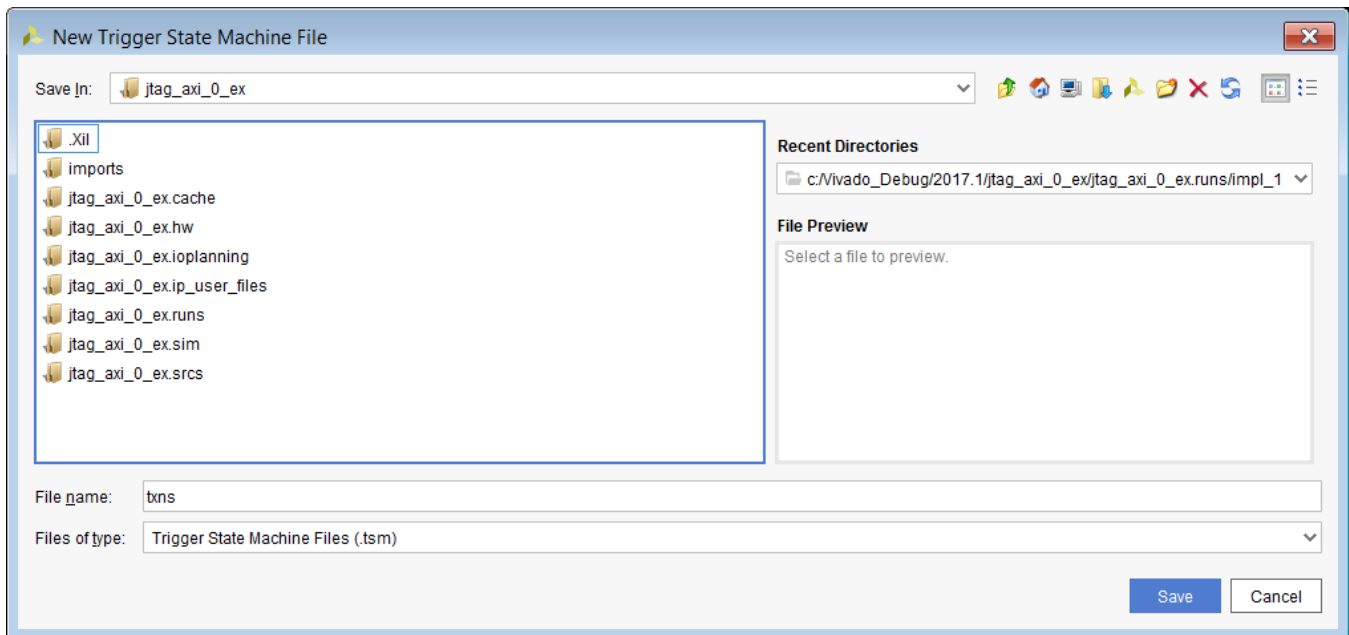 New Trigger State Machine File
Save In: jtag_axi_0_ex
.Xil
imports
jtag_axi_0_ex.cache
jtag_axi_0_ex.hw
jtag_axi_0_ex.ioplanning
jtag_axi_0_ex.ip_user_files
jtag_axi_0_ex.runs
jtag_axi_0_ex.sim
jtag_axi_0_ex.srcs
Recent Directories
c:/Vivado_Debug/2017.1/jtag_axi_0_ex/jtag_axi_0_ex.runs/impl_1
File Preview
Select a file to preview.
File name: txns
Files of type: Trigger State Machine Files (.tsm)
Save Cancel